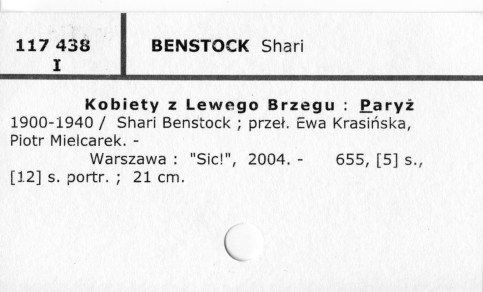 117 438 BENSTOCK Shari
I
Kobiety z Lewego Brzegu : Paryż
1900-1940 / Shari Benstock ; przeł. Ewa Krasińska,
Piotr Mielcarek. -
Warszawa : "Sic!", 2004. - 655, [5] s.,
[12] s. portr. ; 21 cm.